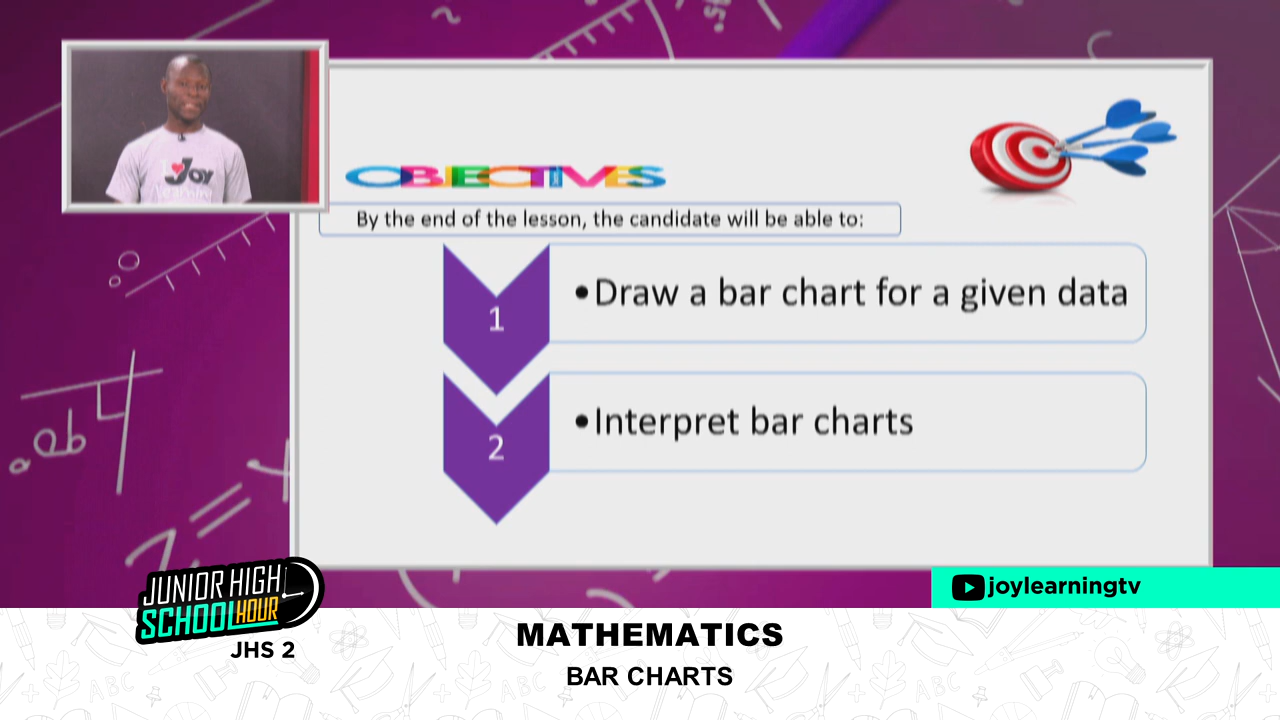 I Joy
OBJECTIVES
By the end of the lesson, the candidate will be able to:
1
•Draw a bar chart for a given data
2
•Interpret bar charts
JUNIOR HIGH
SCHOOL HOUR
JHS 2
joylearningtv
MATHEMATICS
BAR CHARTS